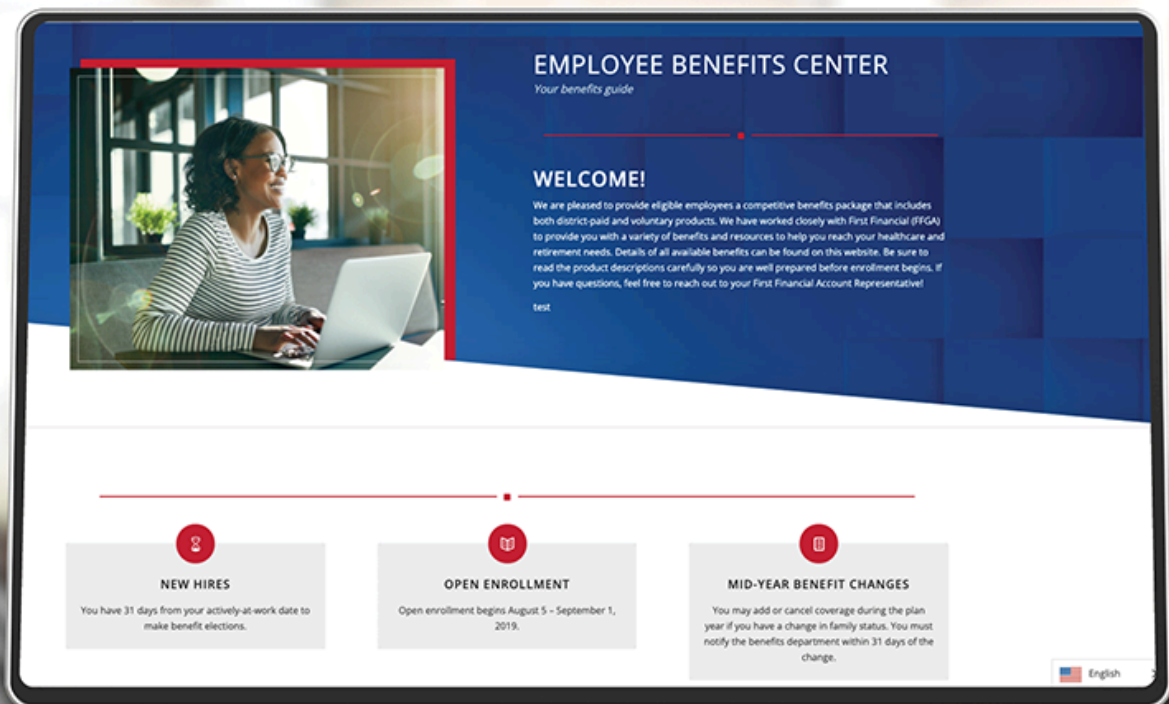 EMPLOYEE BENEFITS CENTER
Your benefits guide
WELCOME!
We are pleased to provide eligible employees a competitive benefits package that includes
both district-paid and voluntary products. We have worked closely with First Financial (FFGA)
to provide you with a variety of benefits and resources to help you reach your healthcare and
retirement needs. Details of all available benefits can be found on this website. Be sure to
read the product descriptions carefully so you are well prepared before enrollment begins. If
you have questions, feel free to reach out to your First Financial Account Representative!
test
NEW HIRES
You have 31 days from your actively-at-work date to
make benefit elections.
OPEN ENROLLMENT
Open enrollment begins August 5 – September 1,
2019.
MID-YEAR BENEFIT CHANGES
You may add or cancel coverage during the plan
year if you have a change in family status. You must
notify the benefits department within 31 days of the
change.
English